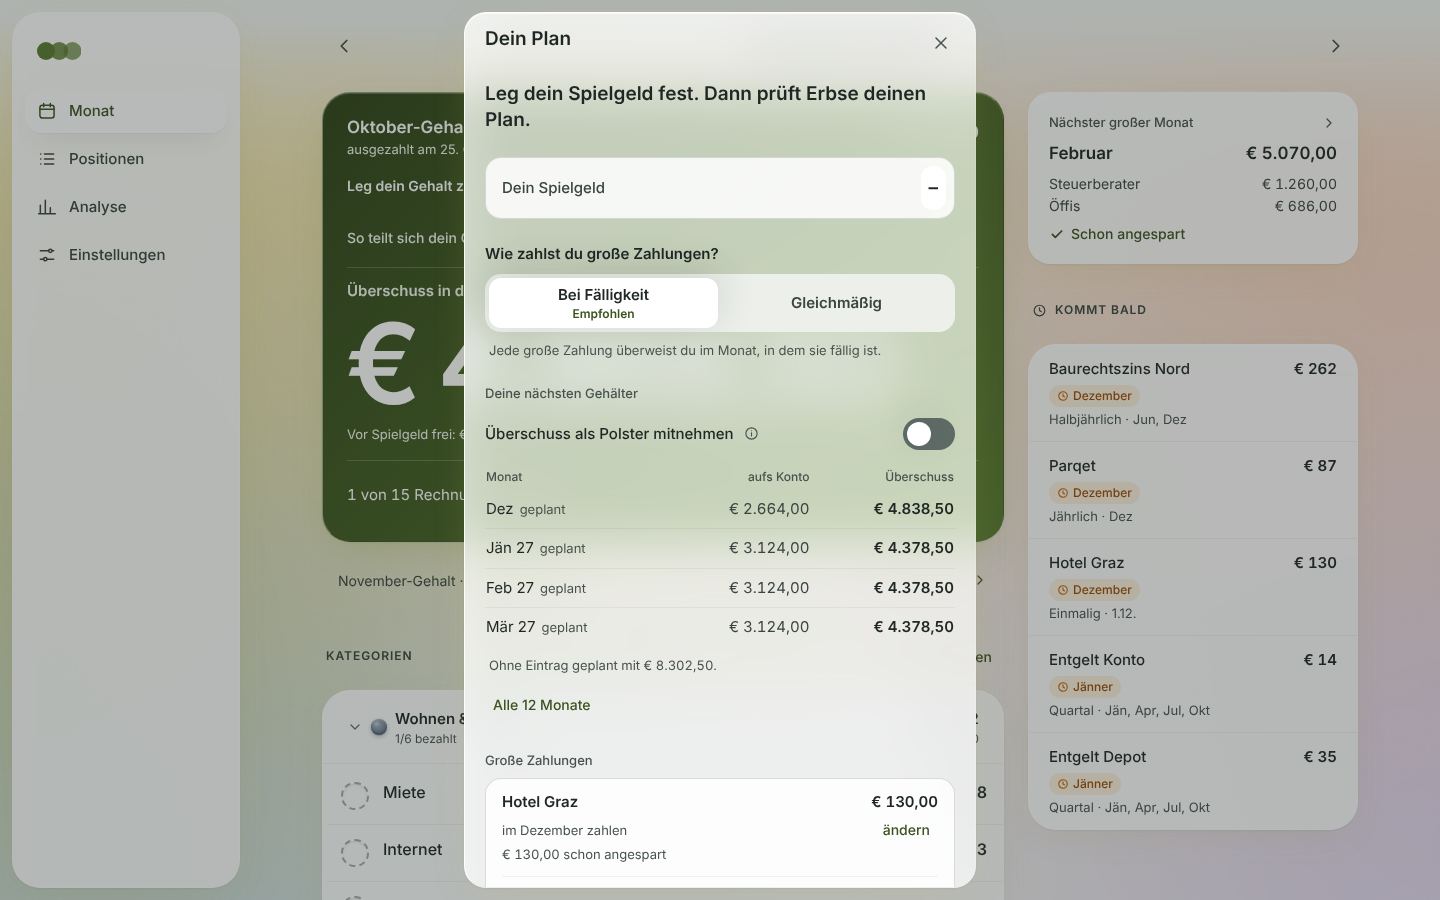 Monat
Positionen
Analyse
Einstellungen
Oktober-Geha
ausgezahlt am 25.
Leg dein Gehalt z
So teilt sich dein
Überschuss in d
€ 4
Vor Spielgeld frei: €
1 von 15 Rechnu
November-Gehalt ·
KATEGORIEN
en
Wohnen &
1/6 bezahlt
Miete
8
Internet
3
Dein Plan
Leg dein Spielgeld fest. Dann prüft Erbse deinen
Plan.
Dein Spielgeld
–
Wie zahlst du große Zahlungen?
Bei Fälligkeit
Empfohlen
Gleichmäßig
Jede große Zahlung überweist du im Monat, in dem sie fällig ist.
Deine nächsten Gehälter
Überschuss als Polster mitnehmen
Monat aufs Konto Überschuss
Dez geplant € 2.664,00 € 4.838,50
Jän 27 geplant € 3.124,00 € 4.378,50
Feb 27 geplant € 3.124,00 € 4.378,50
Mär 27 geplant € 3.124,00 € 4.378,50
Ohne Eintrag geplant mit € 8.302,50.
Alle 12 Monate
Große Zahlungen
Hotel Graz € 130,00
im Dezember zahlen ändern
€ 130,00 schon angespart
Nächster großer Monat
Februar € 5.070,00
Steuerberater € 1.260,00
Öffis € 686,00
Schon angespart
KOMMT BALD
Baurechtszins Nord € 262
Dezember
Halbjährlich · Jun, Dez
Parqet € 87
Dezember
Jährlich · Dez
Hotel Graz € 130
Dezember
Einmalig · 1.12.
Entgelt Konto € 14
Jänner
Quartal · Jän, Apr, Jul, Okt
Entgelt Depot € 35
Jänner
Quartal · Jän, Apr, Jul, Okt